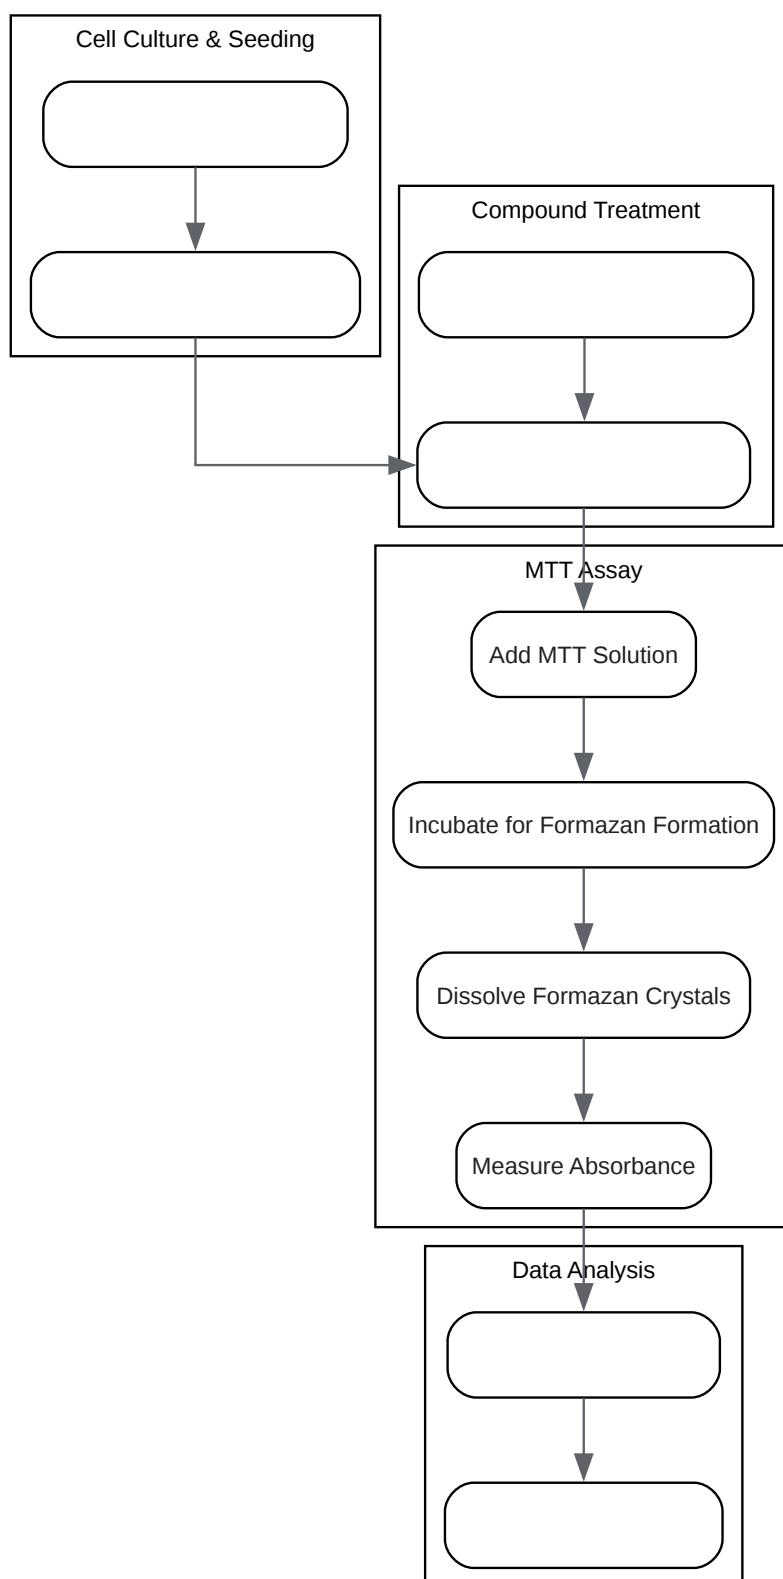 Cell Culture & Seeding
Compound Treatment
MTT Assay
Add MTT Solution
Incubate for Formazan Formation
Dissolve Formazan Crystals
Measure Absorbance
Data Analysis